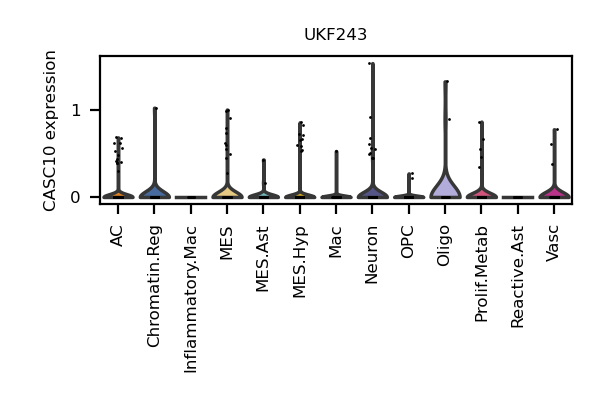 UKF243
CASC10 expression
1
0
AC
Chromatin.Reg
Inflammatory.Mac
MES
MES.Ast
MES.Hyp
Mac
Neuron
OPC
Oligo
Prolif.Metab
Reactive.Ast
Vasc